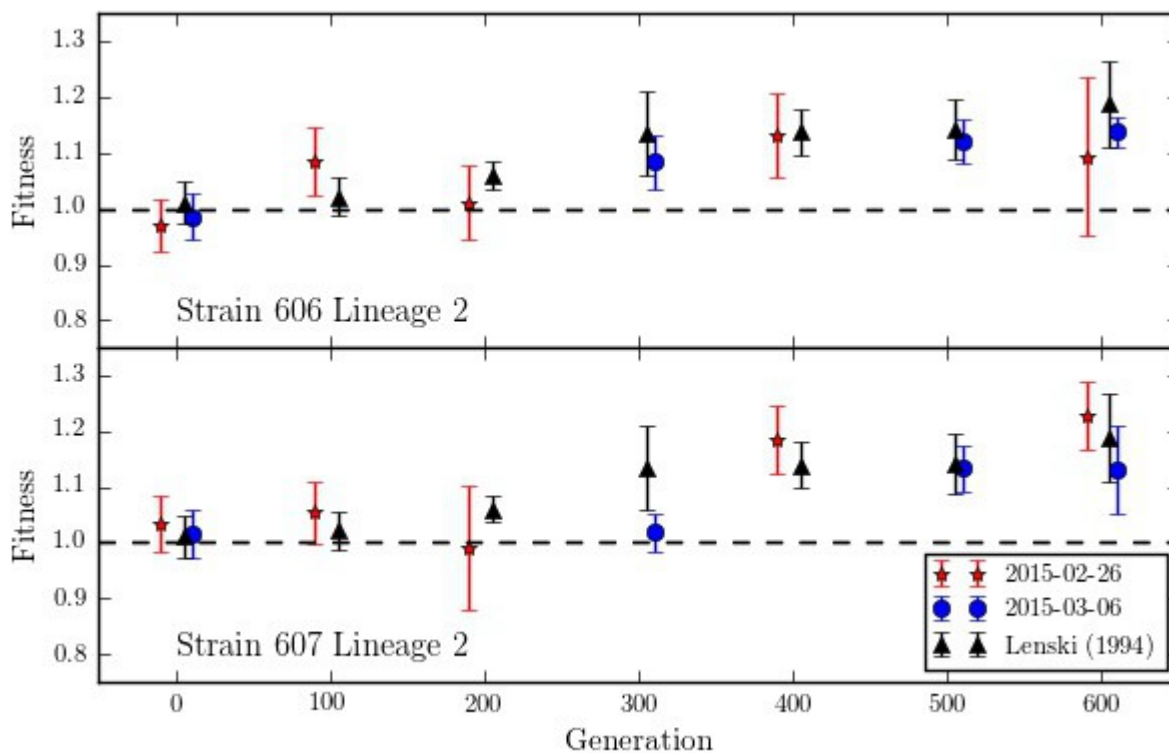 1.3
1.2
1.1
1.0
0.9
0.8
Fitness
Strain 606 Lineage 2
1.3
1.2
1.1
1.0
0.9
0.8
Fitness
Strain 607 Lineage 2
2015-02-26
2015-03-06
Lenski (1994)
0 100 200 300 400 500 600
Generation